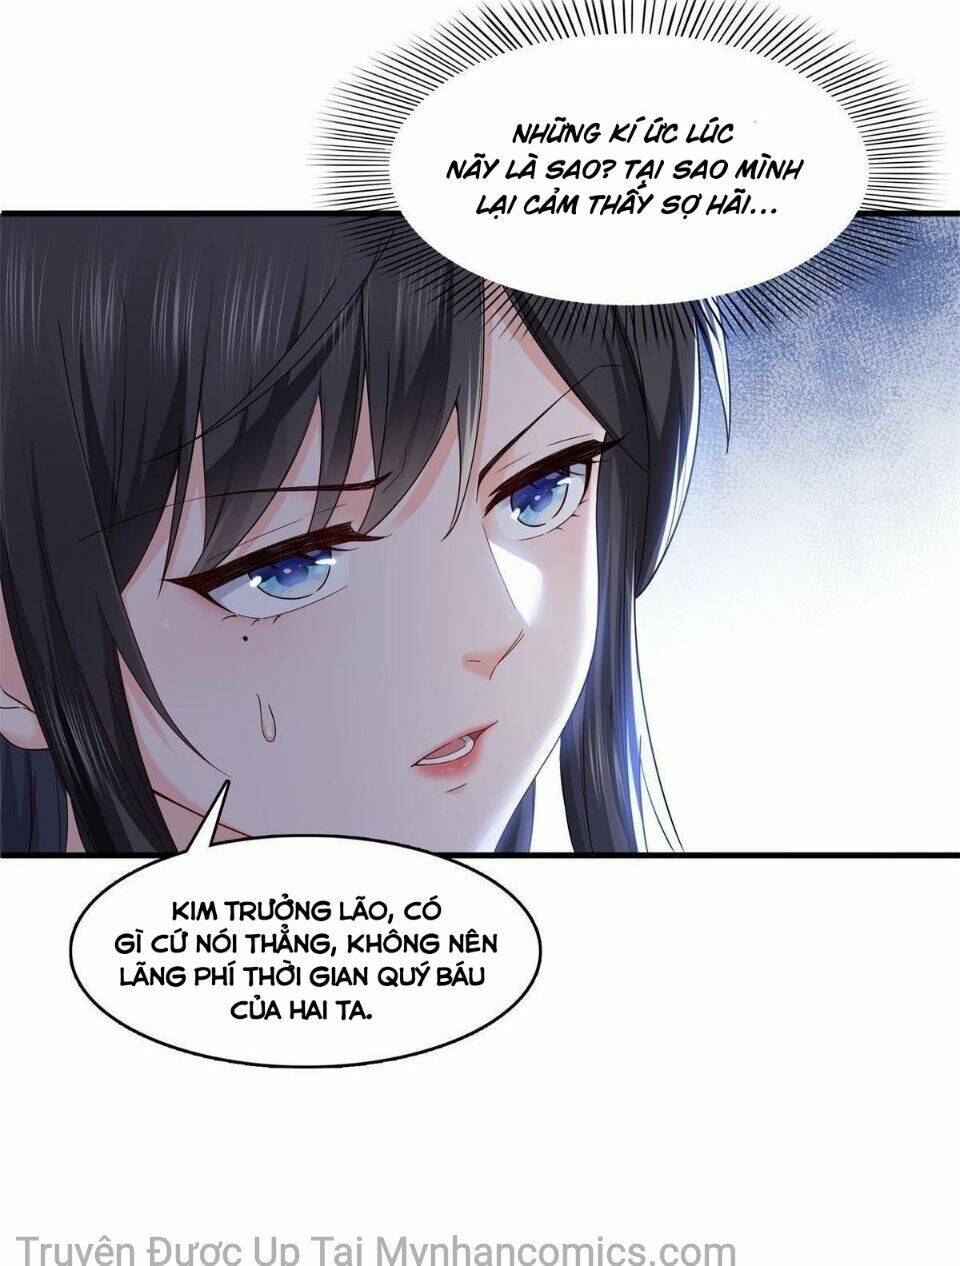 NHỮNG KÍ ỨC LÚC
NÃY LÀ SAO? TẠI SAO MÌNH
LẠI CẢM THẤY SỢ HÃI...
KIM TRƯỞNG LÃO, CÓ
GÌ CỨ NÓI THẲNG, KHÔNG NÊN
LÃNG PHÍ THỜI GIAN QUÝ BÁU
CỦA HAI TA.
Truyện Được Up Tại Mynhancomics.com